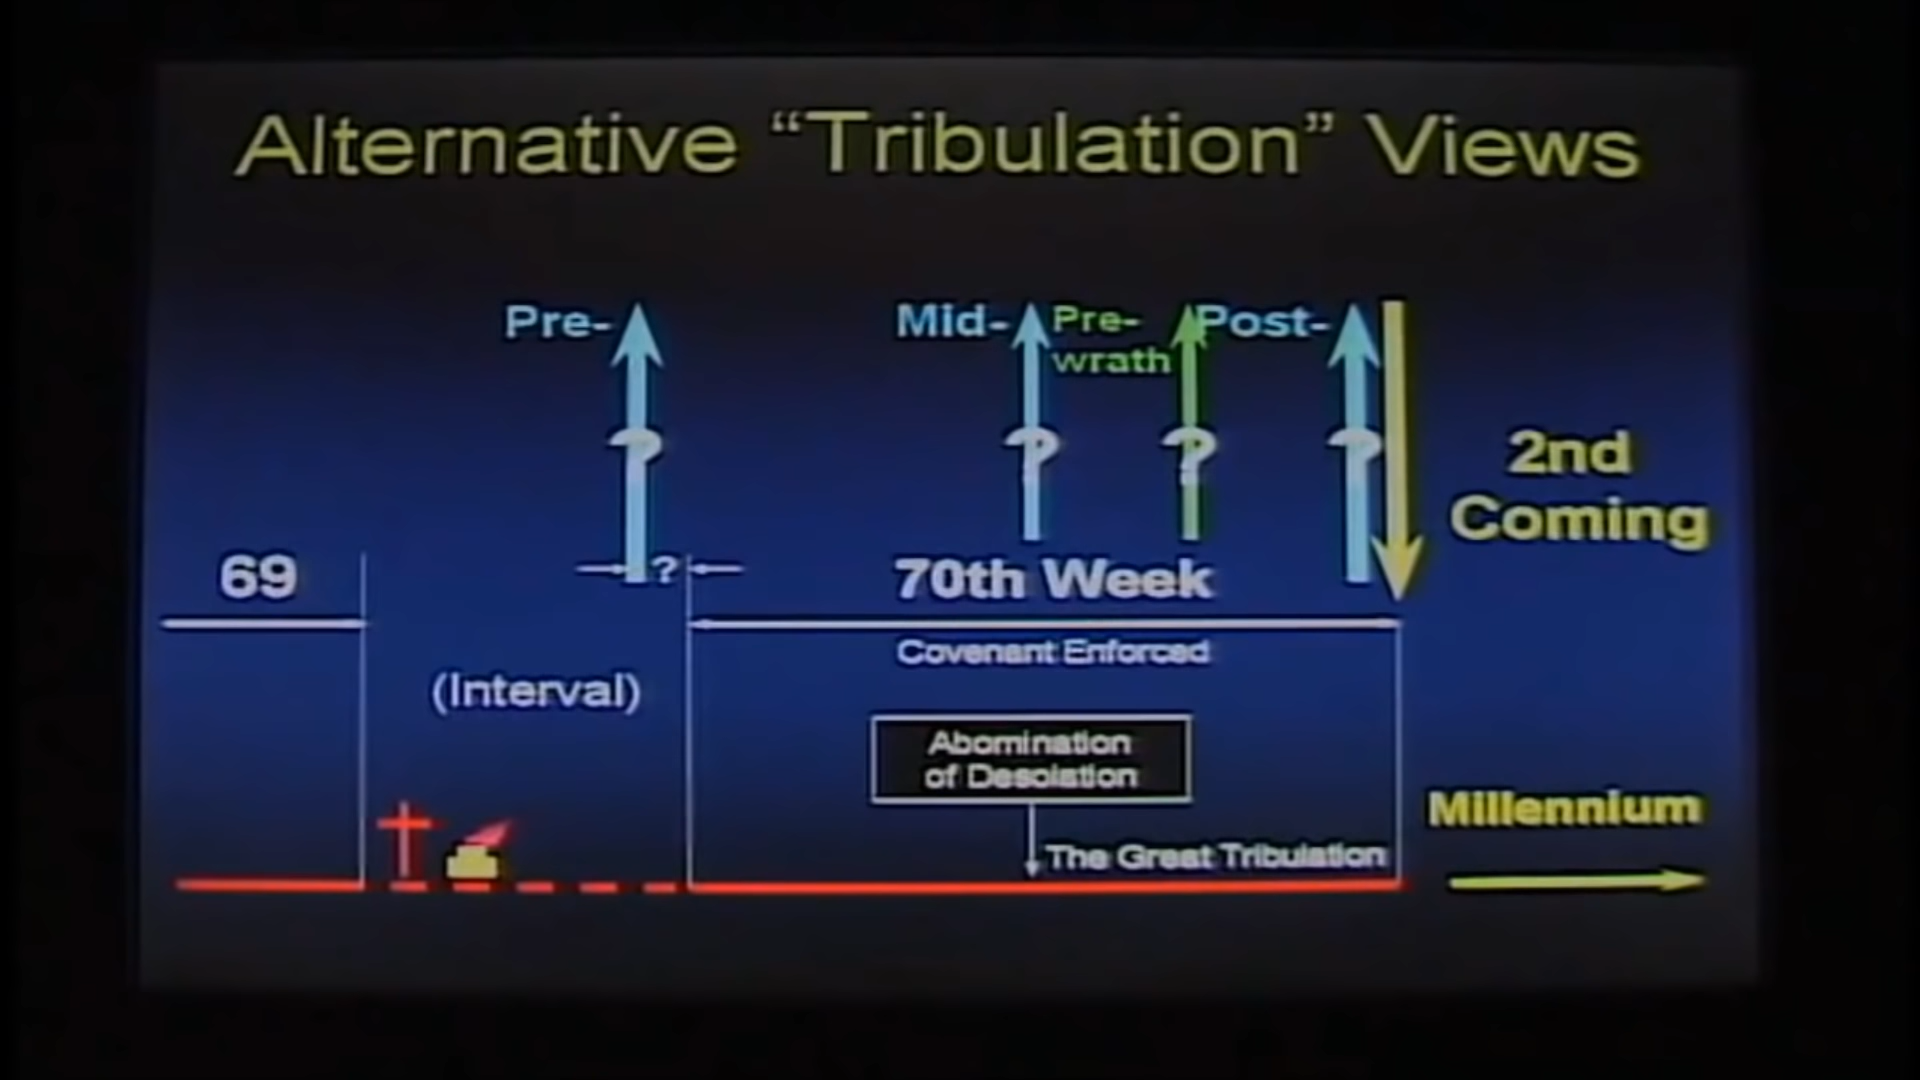 Alternative “Tribulation” Views
Pre-
?
Mid-
?
Pre-
wrath
?
Post-
?
2nd
Coming
69
?
70th Week
Covenant Enforced
(Interval)
Abomination
of Desolation
The Great Tribulation
Millennium